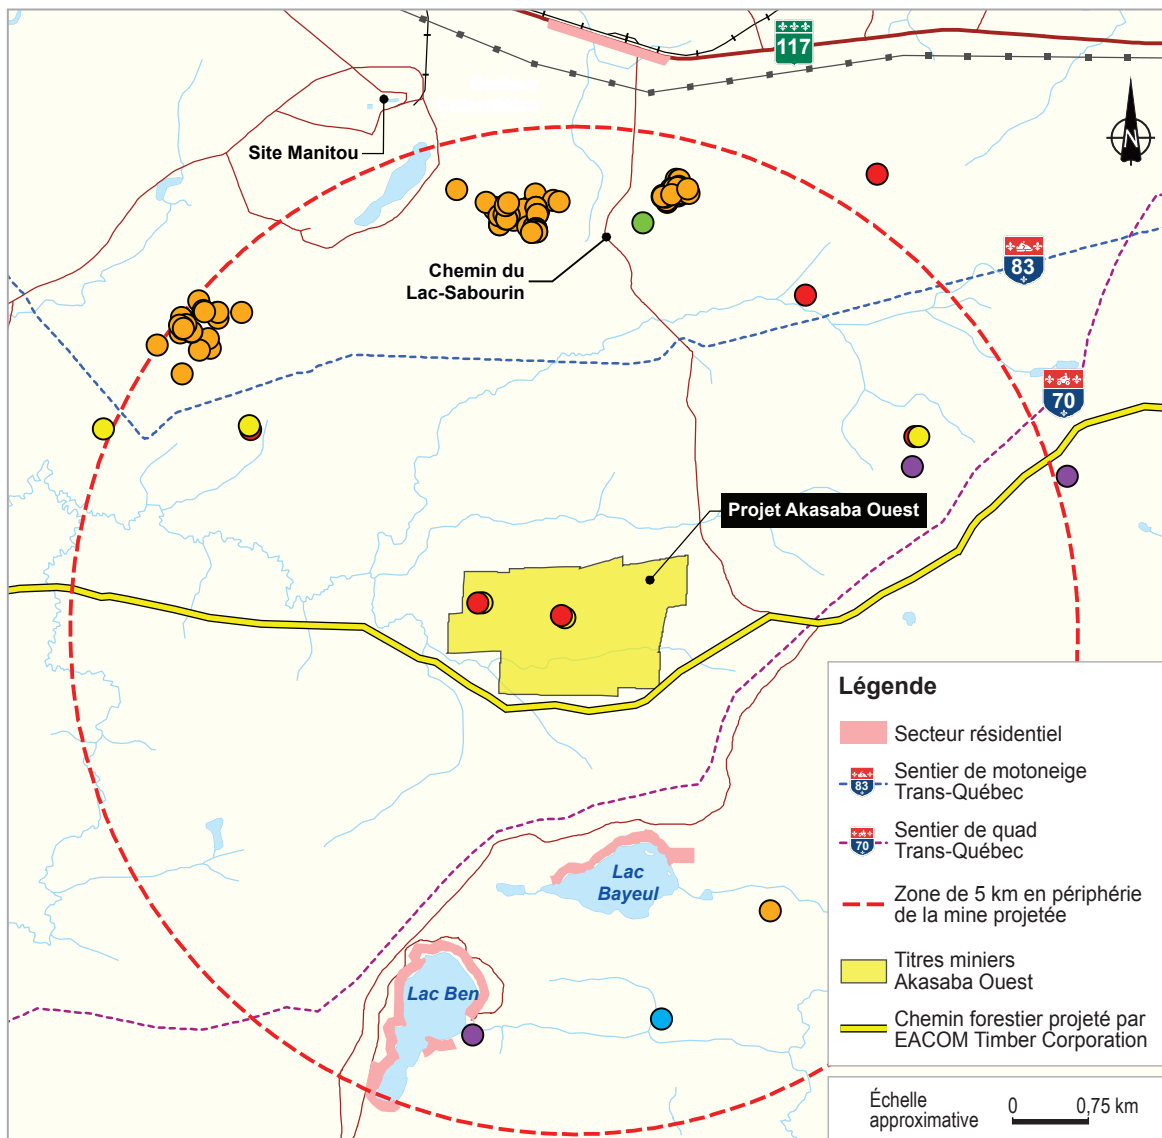 117
Site Manitou
N
Chemin du
Lac-Sabourin
83
70
Projet Akasaba Ouest
Légende
Secteur résidentiel
83
Sentier de motoneige
Trans-Québec
70
Sentier de quad
Trans-Québec
Zone de 5 km en périphérie
de la mine projetée
Titres miniers
Akasaba Ouest
Chemin forestier projeté par
EACOM Timber Corporation
Lac
Bayeul
Lac Ben
Échelle
approximative
0 0,75 km